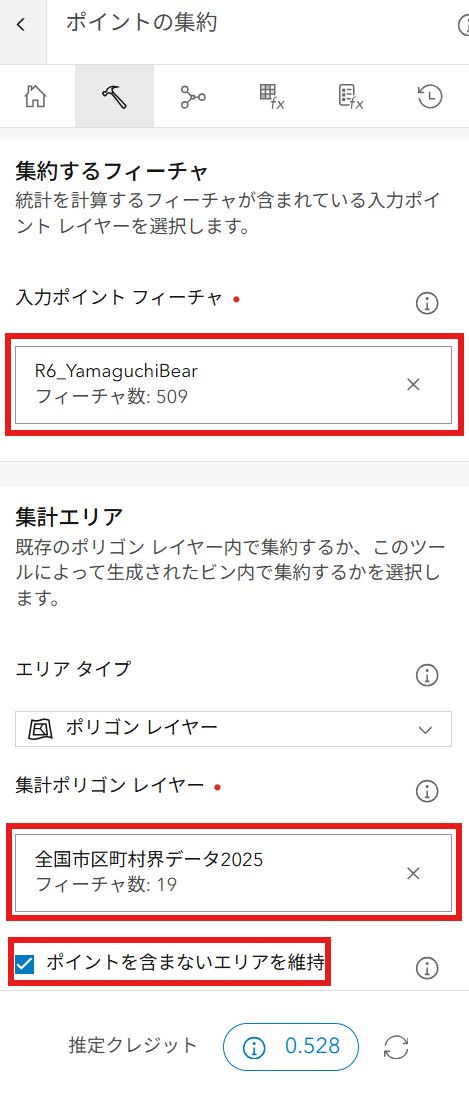 ポイントの集約
集約するフィーチャ
統計を計算するフィーチャが含まれている入力ポイ
ント レイヤーを選択します。
入力ポイント フィーチャ
R6_YamaguchiBear
フィーチャ数: 509
集計エリア
既存のポリゴン レイヤー内で集約するか、このツー
ルによって生成されたビン内で集約するかを選択し
ます。
エリア タイプ
ポリゴン レイヤー
集計ポリゴン レイヤー
全国市区町村界データ2025
フィーチャ数: 19
ポイントを含まないエリアを維持
推定クレジット 0.528